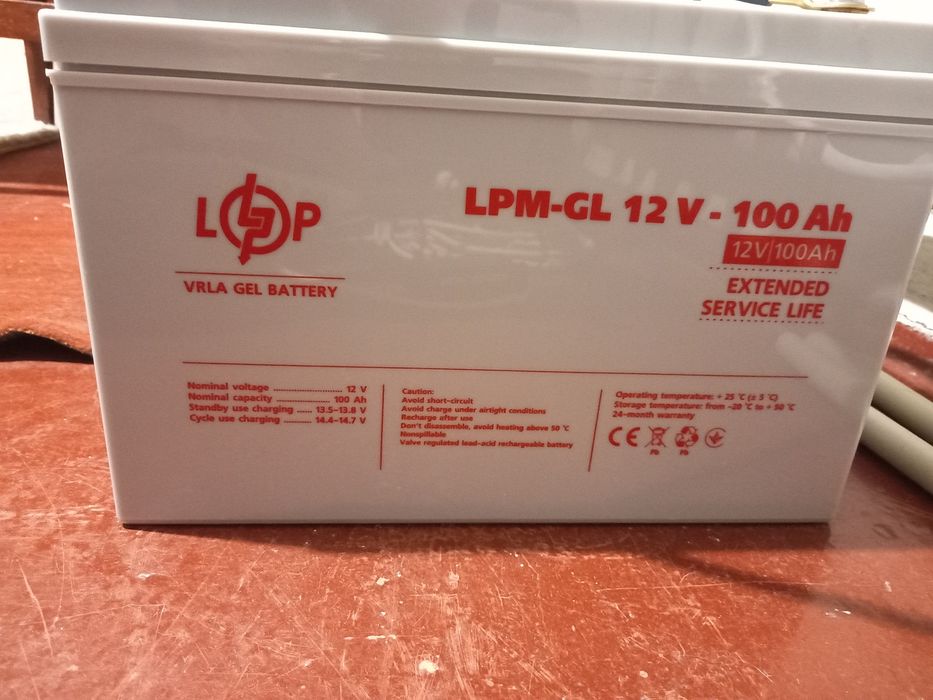 LP
VRLA GEL BATTERY
LPM-GL 12 V - 100 Ah
12V|100Ah
EXTENDED
SERVICE LIFE
Nominal voltage ........................ 12 V
Nominal capacity .................... 100 Ah
Standby use charging ...... 13.5–13.8 V
Cycle use charging .......... 14.4–14.7 V
Caution:
Avoid short-circuit
Avoid charge under airtight conditions
Recharge after use
Don't disassemble, avoid heating above 50 °C
Nonspillable
Valve regulated lead-acid rechargeable battery
Operating temperature: + 25 °C (± 3 °C)
Storage temperature: from –20 °C to + 50 °C
24-month warranty
CE
Pb Pb